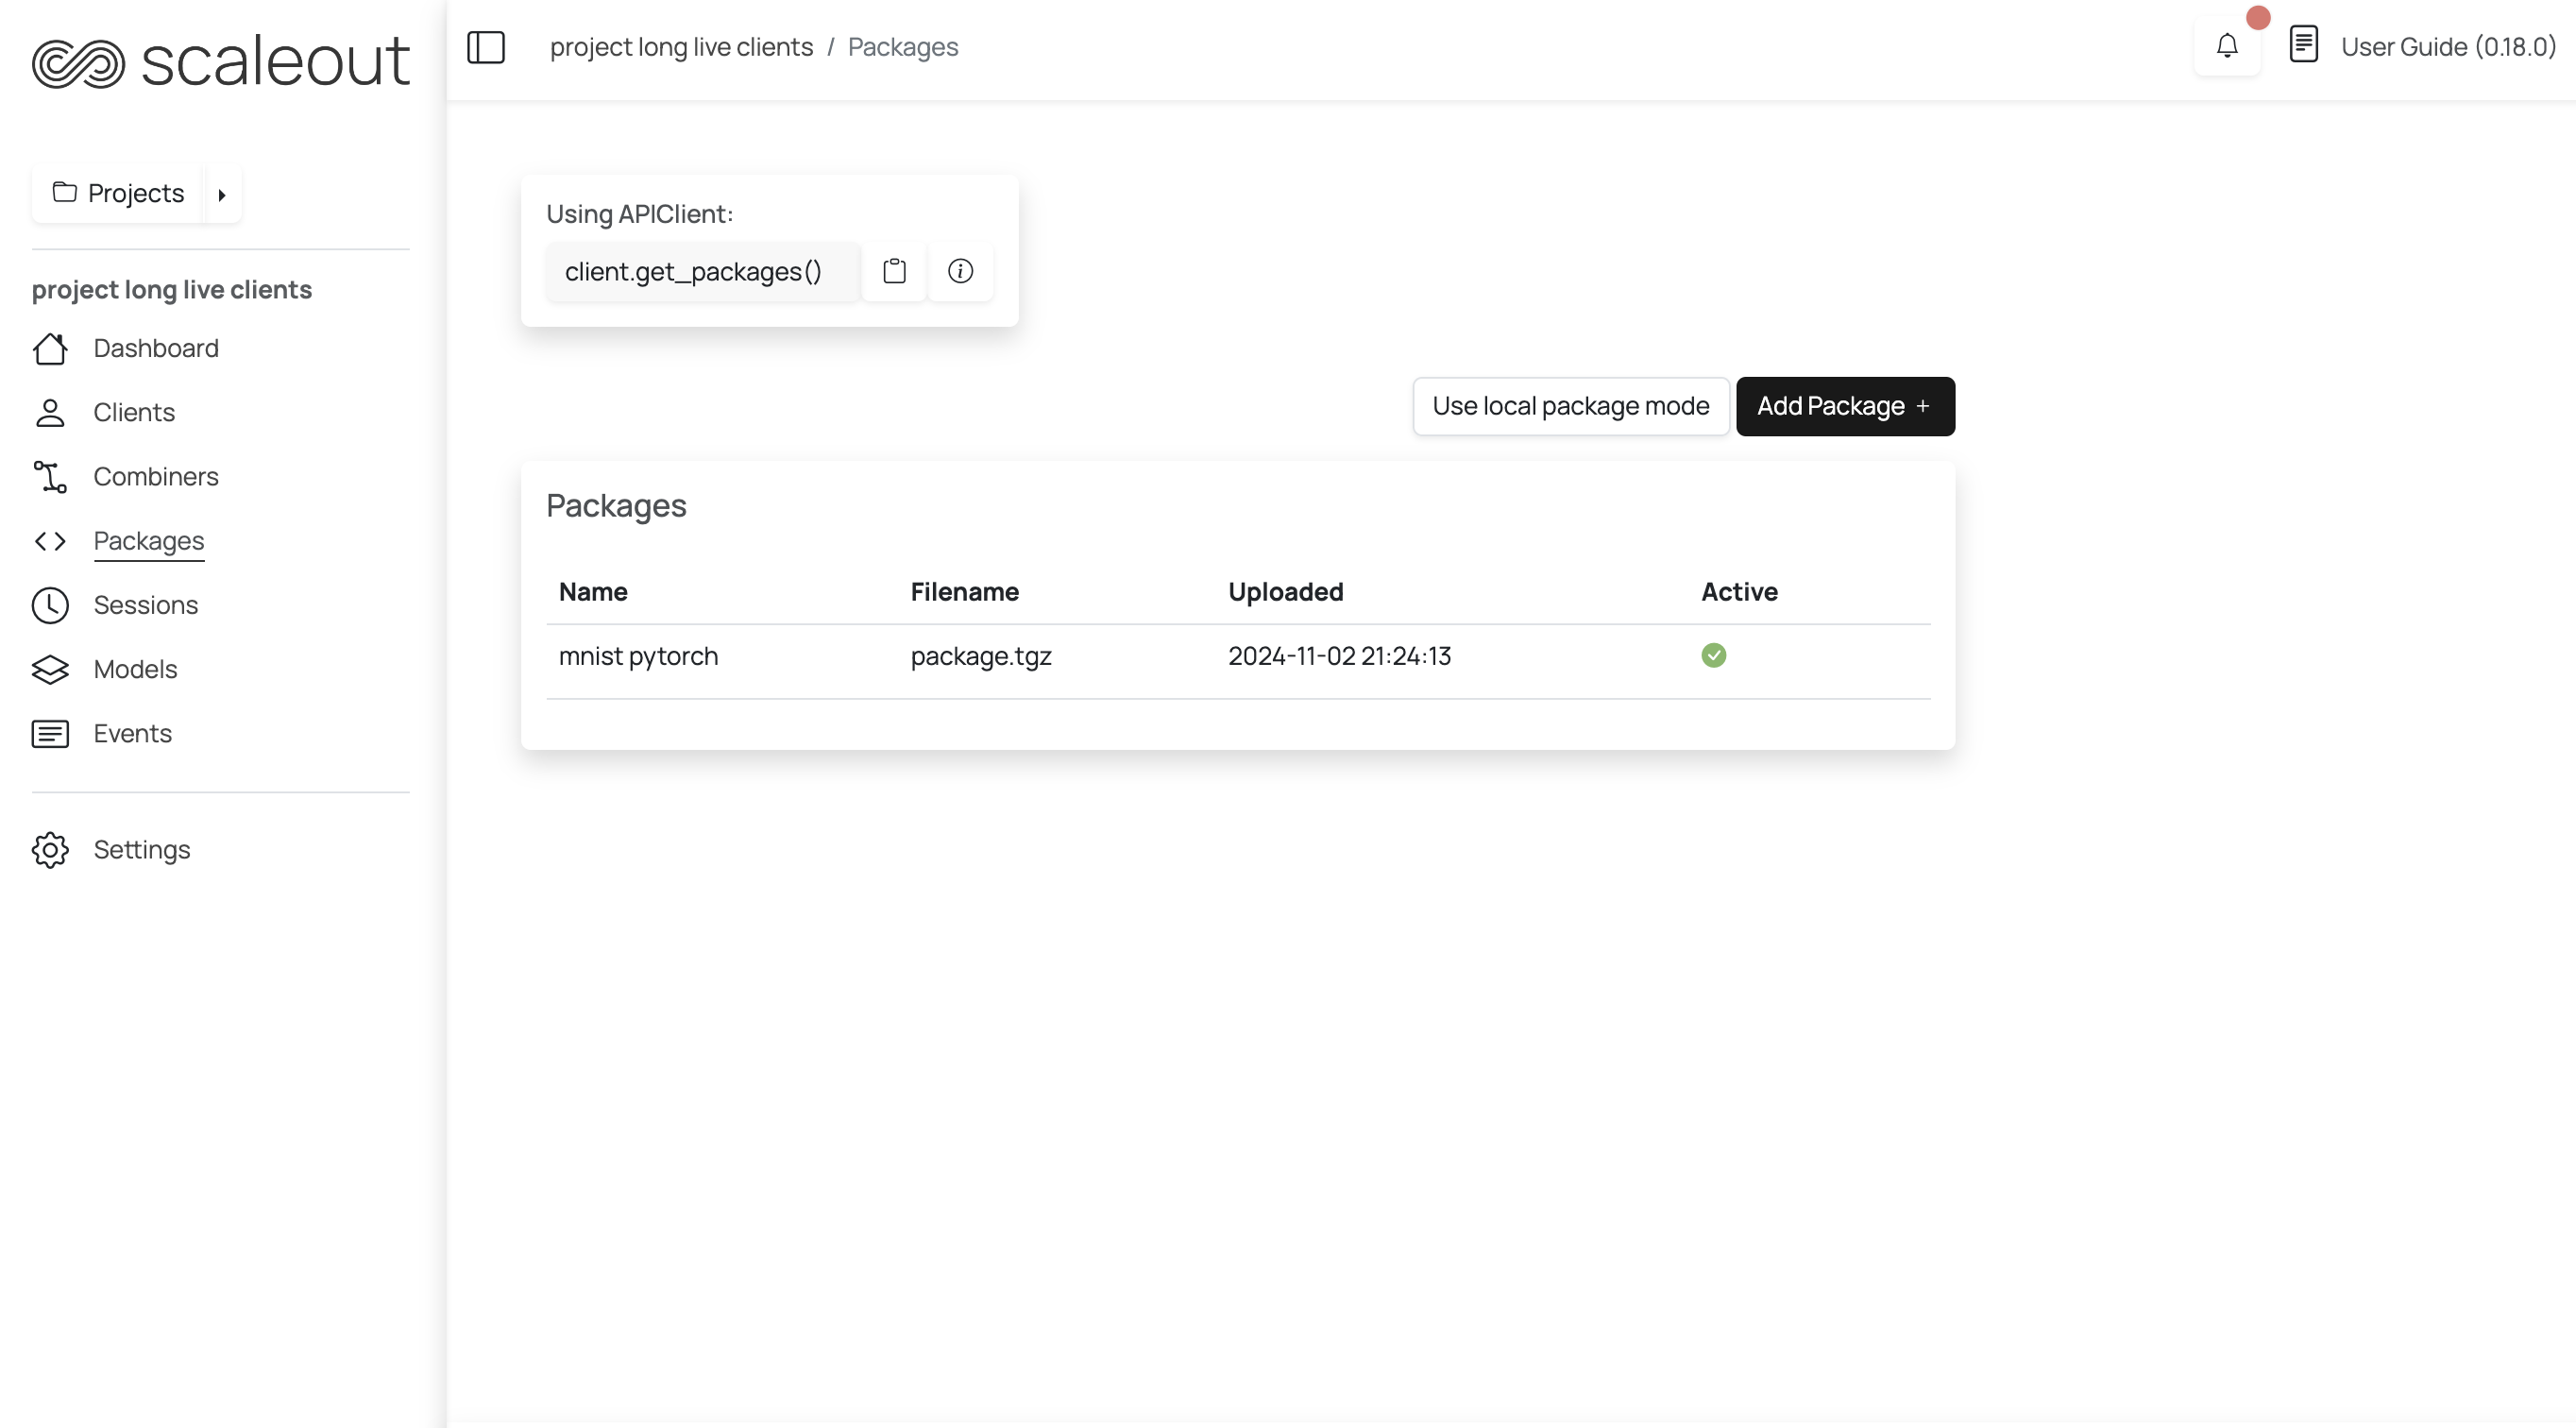 scaleout
project long live clients / Packages
User Guide (0.18.0)
Projects
project long live clients
Dashboard
Clients
Combiners
Packages
Sessions
Models
Events
Settings
Using APIClient:
client.get_packages()
Use local package mode
Add Package +
Packages
Name Filename Uploaded Active
mnist pytorch package.tgz 2024-11-02 21:24:13